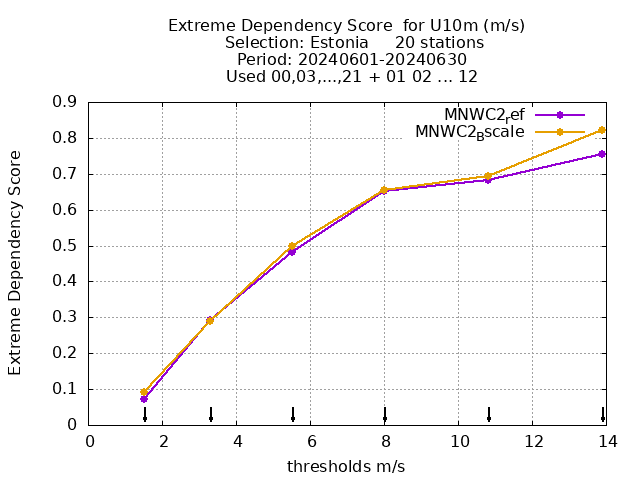 Extreme Dependency Score  for U10m (m/s)
Selection: Estonia     20 stations
Period: 20240601-20240630
Used 00,03,...,21 + 01 02 ... 12
MNWC2ref
MNWC2Bscale
Extreme Dependency Score
0.9
0.8
0.7
0.6
0.5
0.4
0.3
0.2
0.1
0
0 2 4 6 8 10 12 14
thresholds m/s